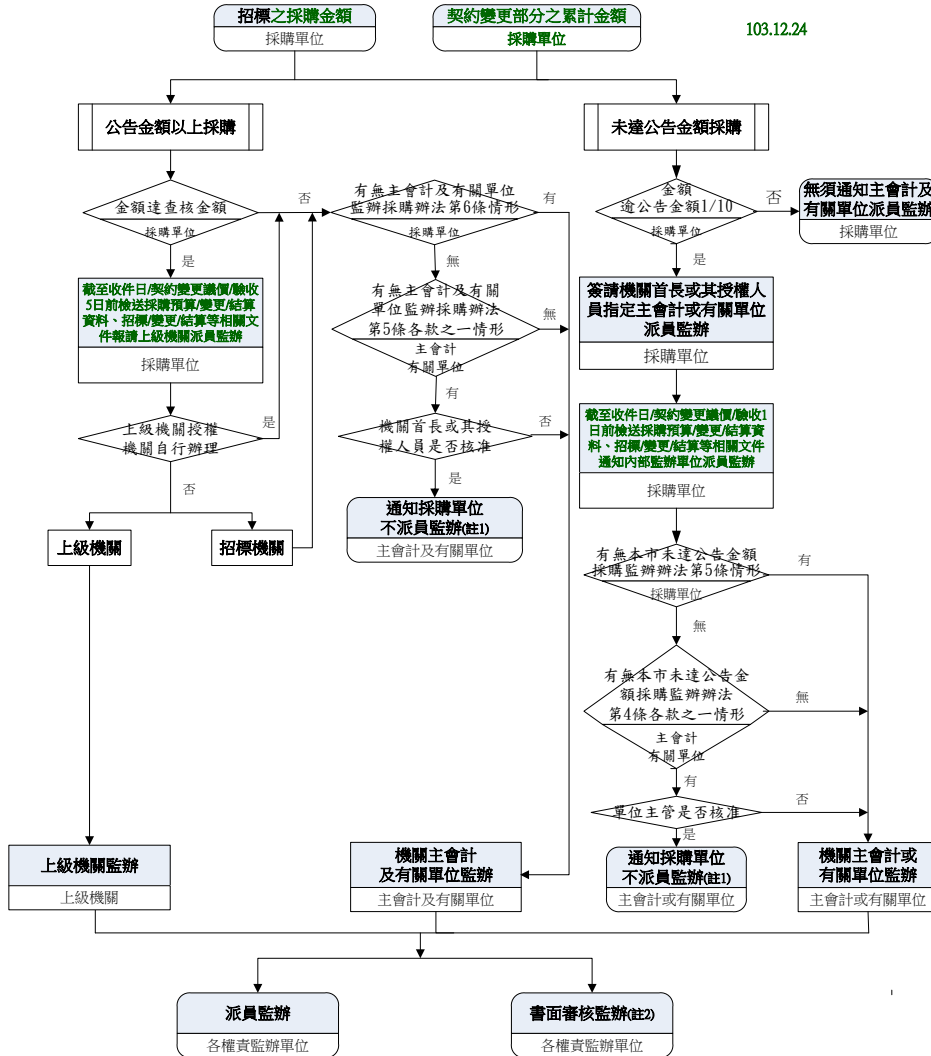 招標之採購金額
採購單位
契約變更部分之累計金額
採購單位
103.12.24
公告金額以上採購
未達公告金額採購
金額達查核金額
採購單位
否
是
有無主會計及有關單位
監辦採購辦法第6條情形
採購單位
有
無
金額
逾公告金額1/10
採購單位
否
是
無須通知主會計及
有關單位派員監辦
採購單位
截至收件日/契約變更議價/驗收
5日前檢送採購預算/變更/結算
資料、招標/變更/結算等相關文
件報請上級機關派員監辦
採購單位
有無主會計及有關
單位監辦採購辦法
第5條各款之一情形
主會計
有關單位
無
有
簽請機關首長或其授權人
員指定主會計或有關單位
派員監辦
採購單位
上級機關授權
機關自行辦理
是
否
機關首長或其授
權人員是否核准
否
是
截至收件日/契約變更議價/驗收1
日前檢送採購預算/變更/結算資
料、招標/變更/結算等相關文件
通知內部監辦單位派員監辦
採購單位
上級機關
招標機關
通知採購單位
不派員監辦(註1)
主會計及有關單位
有無本市未達公告金額
採購監辦辦法第5條情形
採購單位
有
無
有無本市未達公告金
額採購監辦辦法
第4條各款之一情形
主會計
有關單位
無
有
單位主管是否核准
否
是
上級機關監辦
上級機關
機關主會計
及有關單位監辦
主會計及有關單位
通知採購單位
不派員監辦(註1)
主會計或有關單位
機關主會計或
有關單位監辦
主會計或有關單位
派員監辦
各權責監辦單位
書面審核監辦(註2)
各權責監辦單位